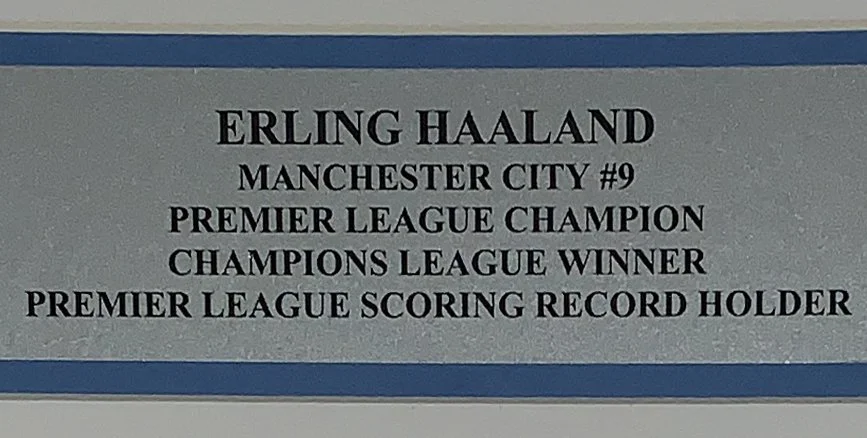 ERLING HAALAND
MANCHESTER CITY #9
PREMIER LEAGUE CHAMPION
CHAMPIONS LEAGUE WINNER
PREMIER LEAGUE SCORING RECORD HOLDER